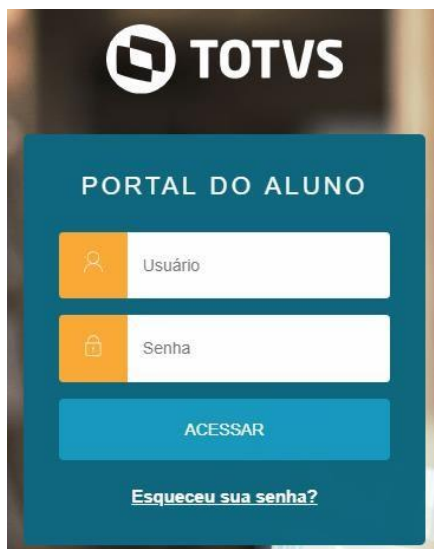 TOTVS
PORTAL DO ALUNO
Usuário
Senha
ACESSAR
Esqueceu sua senha?